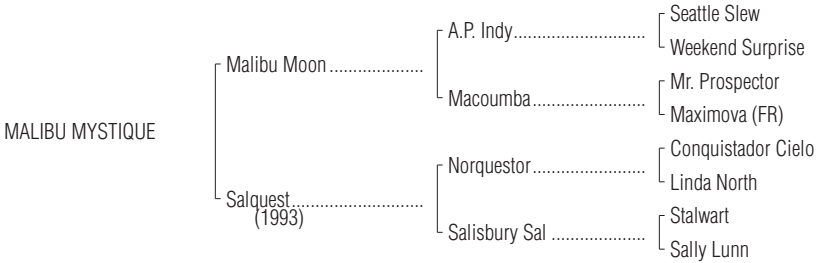 Seattle Slew
A.P. Indy..............................
Weekend Surprise
Malibu Moon .....................
Mr. Prospector
Macoumba..........................
Maximova (FR)
MALIBU MYSTIQUE
Conquistador Cielo
Norquestor..........................
Linda North
Salquest..............................
(1993)
Stalwart
Salisbury Sal .....................
Sally Lunn